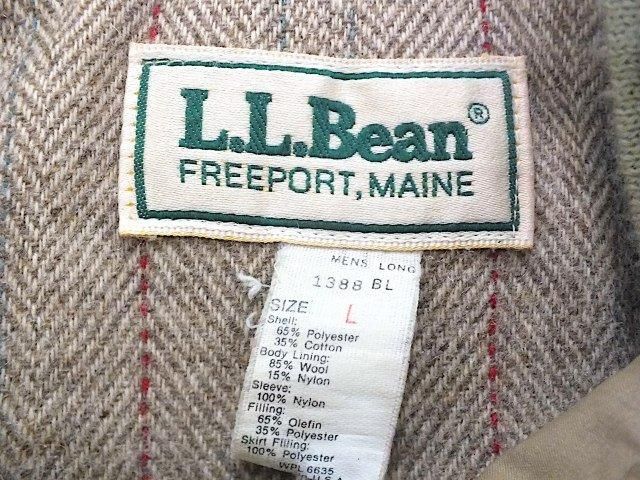 L.L.Bean®
FREEPORT, MAINE
MENS LONG
1388 BL
SIZE L
Shell:
65% Polyester
35% Cotton
Body Lining:
85% Wool
15% Nylon
Sleeve:
100% Nylon
Filling:
65% Olefin
35% Polyester
Skirt Filling:
100% Polyester
WPL 6635
U.S.A.